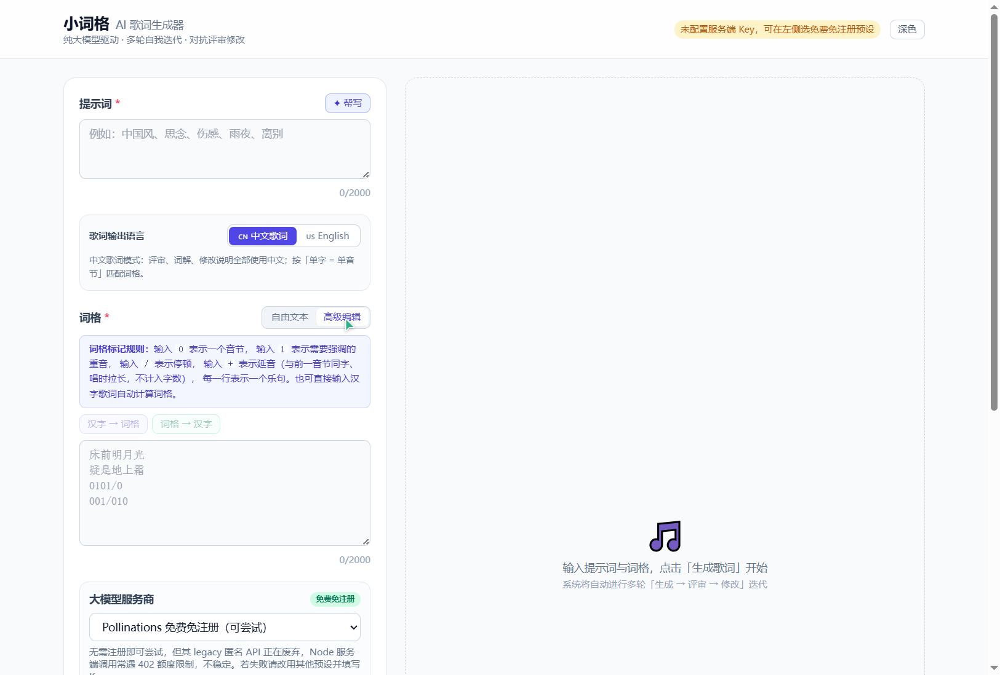 小词格 AI 歌词生成器
纯大模型驱动 · 多轮自我迭代 · 对抗评审修改
未配置服务端 Key，可在左侧选免费免注册预设
深色
提示词 *
✦ 帮写
例如：中国风、思念、伤感、雨夜、离别
0/2000
歌词输出语言
CN 中文歌词
US English
中文歌词模式：评审、词解、修改说明全部使用中文；按「单字 = 单音
节」匹配词格。
词格 *
自由文本
高级编辑
词格标记规则：输入 0 表示一个音节， 输入 1 表示需要强调的
重音， 输入 / 表示停顿， 输入 + 表示延音（与前一音节同字、
唱时拉长，不计入字数）， 每一行表示一个乐句。也可直接输入汉
字歌词自动计算词格。
汉字 → 词格
词格 → 汉字
床前明月光
疑是地上霜
0101/0
001/010
0/2000
大模型服务商
免费免注册
Pollinations 免费免注册（可尝试）
无需注册即可尝试，但其 legacy 匿名 API 正在废弃，Node 服务
端调用常遇 402 额度限制，不稳定。若失败请改用其他预设并填写
输入提示词与词格，点击「生成歌词」开始
系统将自动进行多轮「生成 → 评审 → 修改」迭代